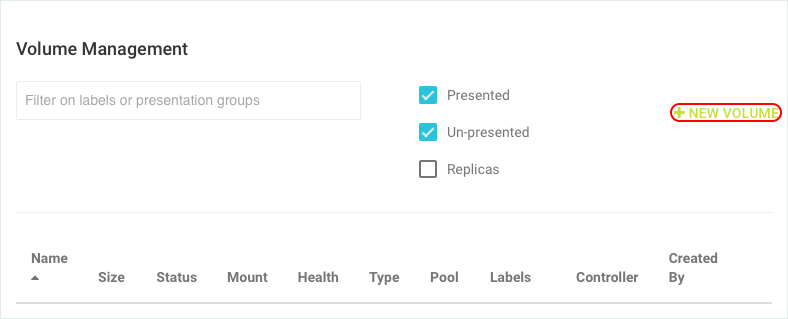 Volume Management
Filter on labels or presentation groups
Presented
Un-presented
Replicas
+ NEW VOLUME
Name Size Status Mount Health Type Pool Labels Controller Created By